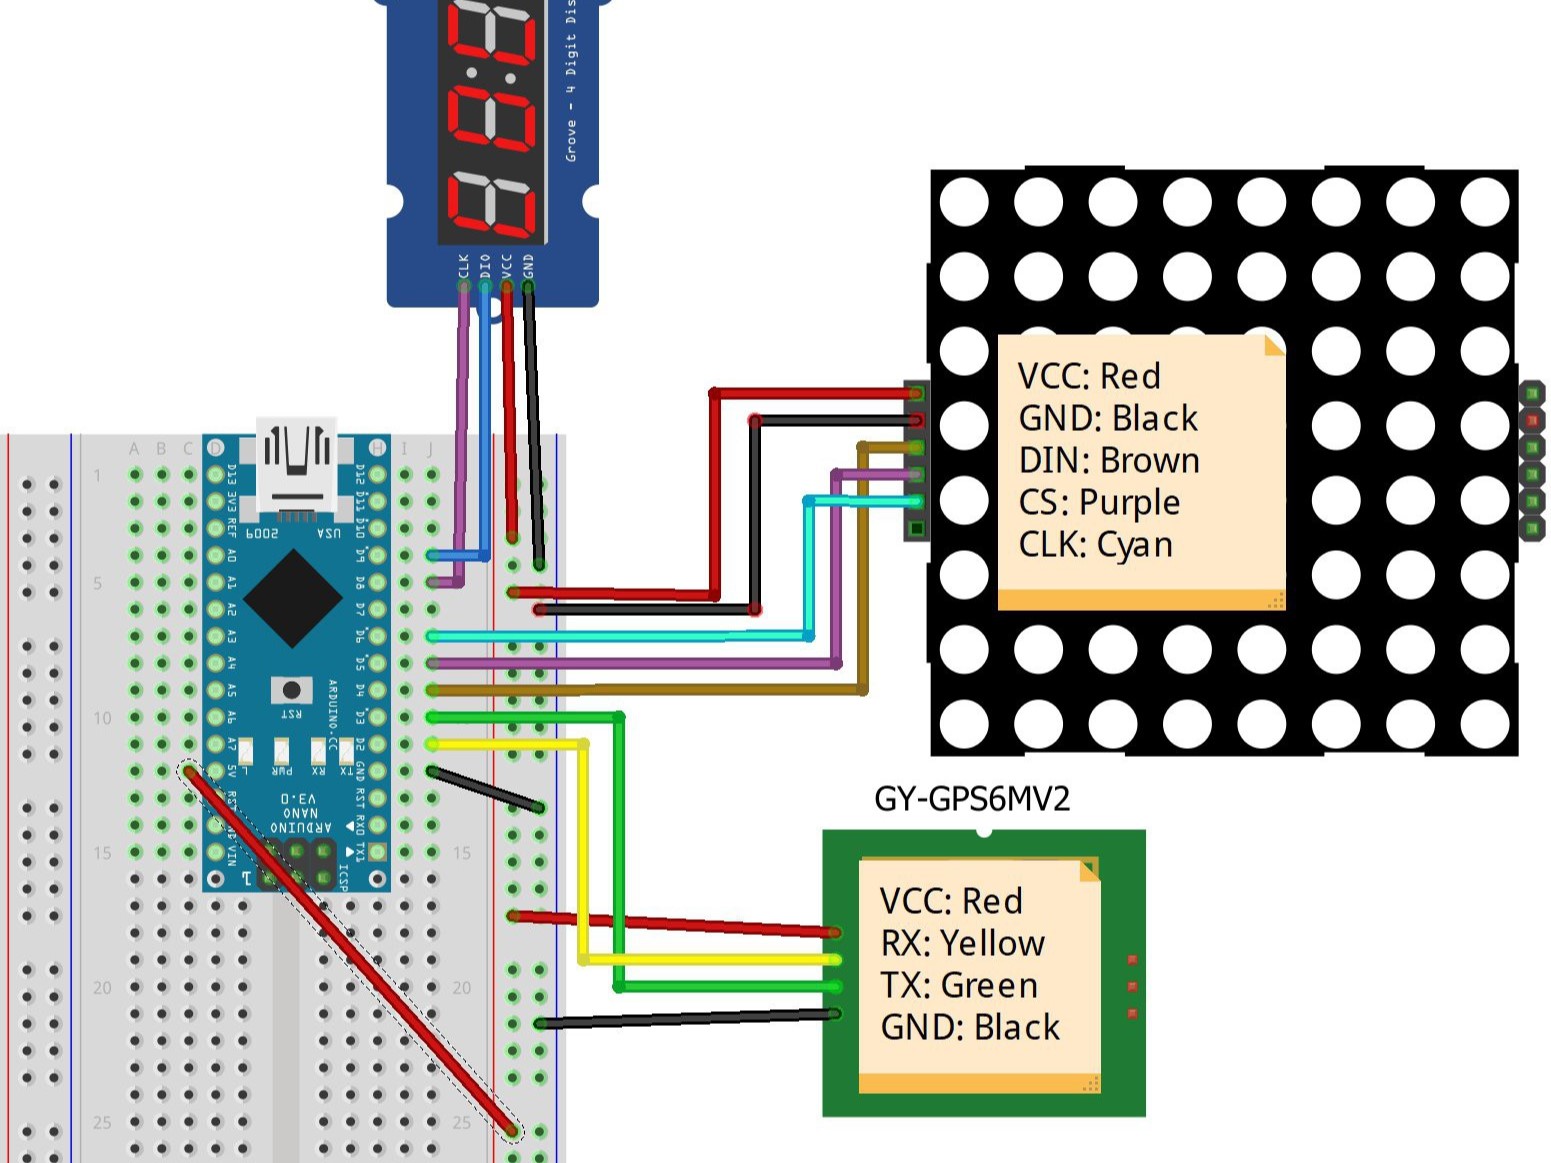 Grove - 4 Digit Dis
CLK
DIO
VCC
GND
A B C D H I J
1
5
10
15
20
25
15
20
25
D13
3V3
REF
A0
A1
A2
A3
A4
A5
A6
A7
5V
RST
VIN
D12
D11
D10
D9
D8
D7
D6
D5
D4
D3
D2
GND
RST
RX0
TX1
2009
USA
RST
ARDUINO.CC
L
PWR
RX
TX
ARDUINO
NANO
V3.0
ICSP
1
VCC: Red
GND: Black
DIN: Brown
CS: Purple
CLK: Cyan
GY-GPS6MV2
VCC: Red
RX: Yellow
TX: Green
GND: Black